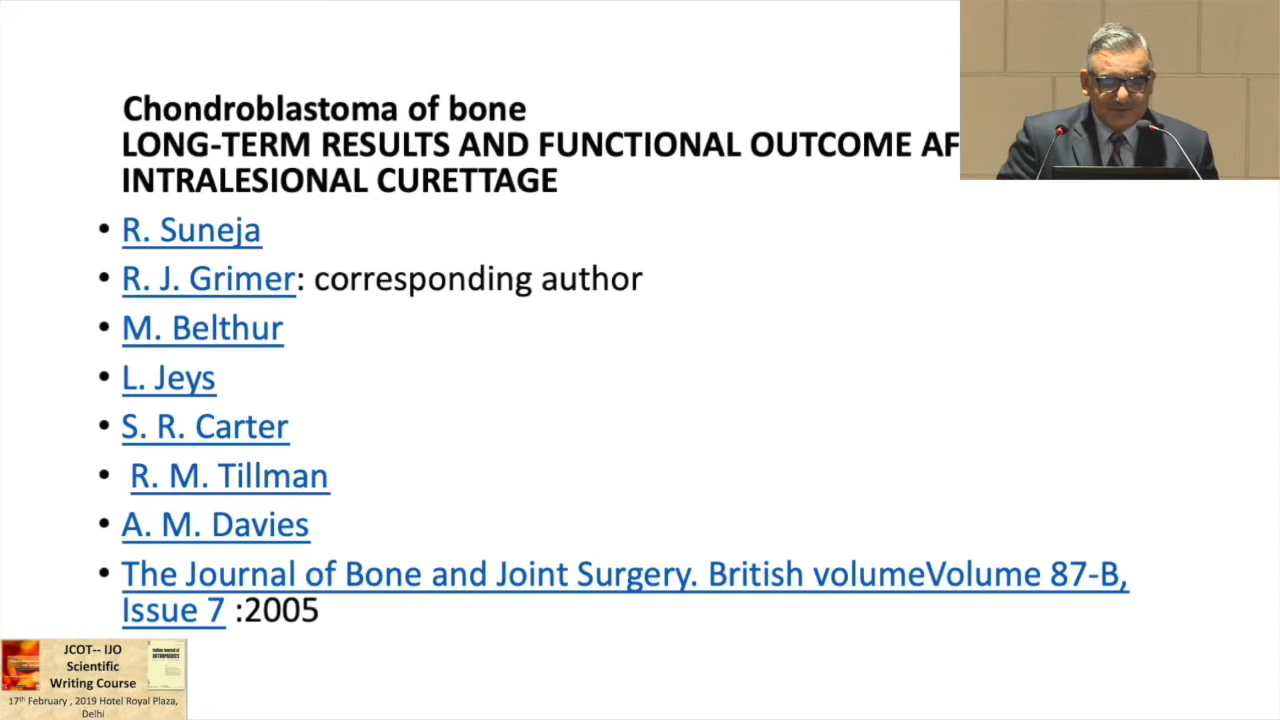 Chondroblastoma of bone
LONG-TERM RESULTS AND FUNCTIONAL OUTCOME AF
INTRALESIONAL CURETTAGE
• R. Suneja
• R. J. Grimer: corresponding author
• M. Belthur
• L. Jeys
• S. R. Carter
• R. M. Tillman
• A. M. Davies
• The Journal of Bone and Joint Surgery. British volumeVolume 87-B,
Issue 7 :2005
JCOT-- IJO
Scientific
Writing Course
17th February , 2019 Hotel Royal Plaza,
Delhi